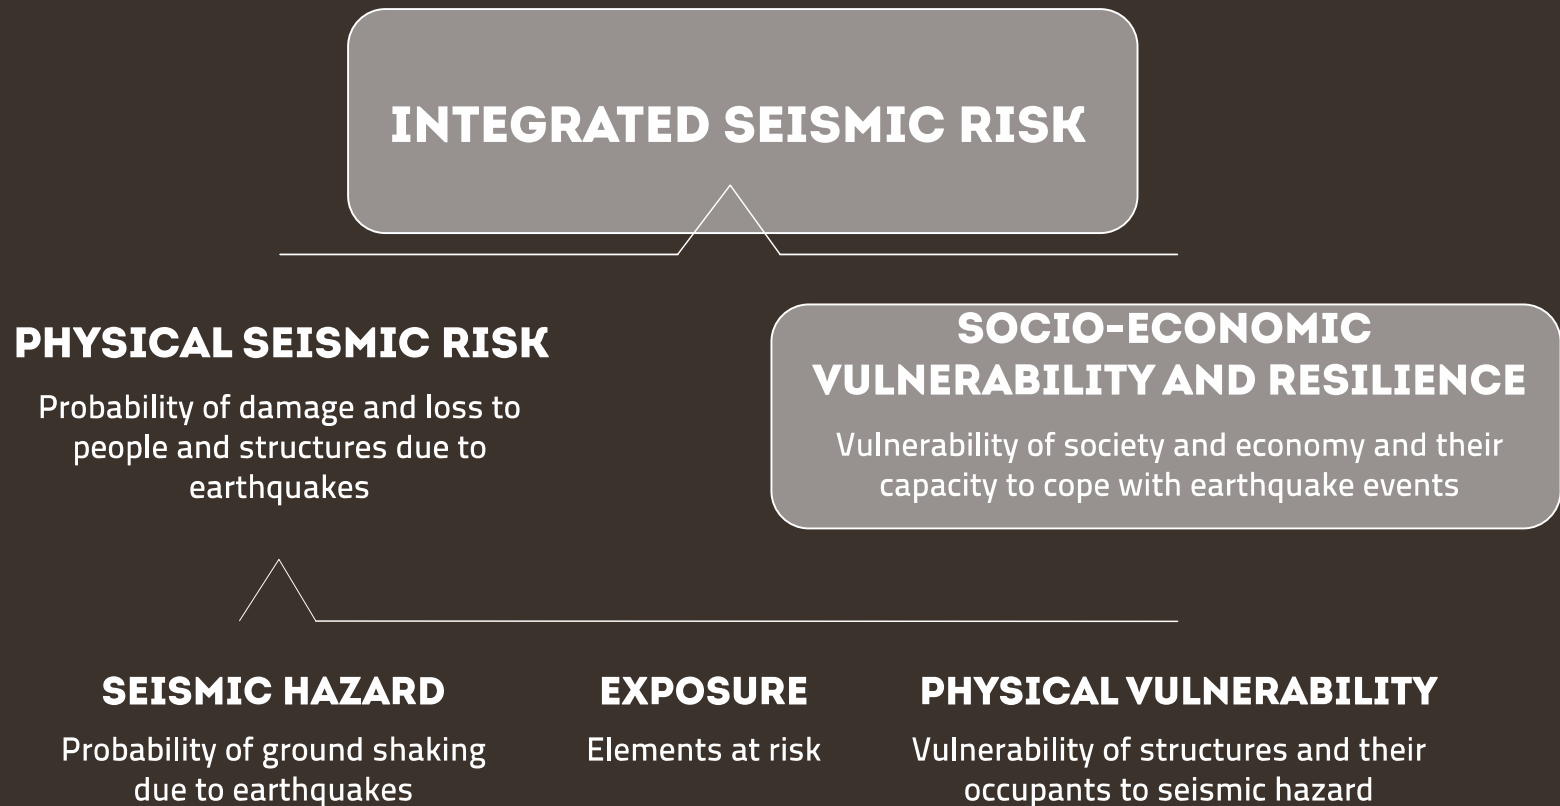 INTEGRATED SEISMIC RISK
PHYSICAL SEISMIC RISK
Probability of damage and loss to
people and structures due to
earthquakes
SOCIO-ECONOMIC
VULNERABILITY AND RESILIENCE
Vulnerability of society and economy and their
capacity to cope with earthquake events
SEISMIC HAZARD
Probability of ground shaking
due to earthquakes
EXPOSURE
Elements at risk
PHYSICAL VULNERABILITY
Vulnerability of structures and their
occupants to seismic hazard